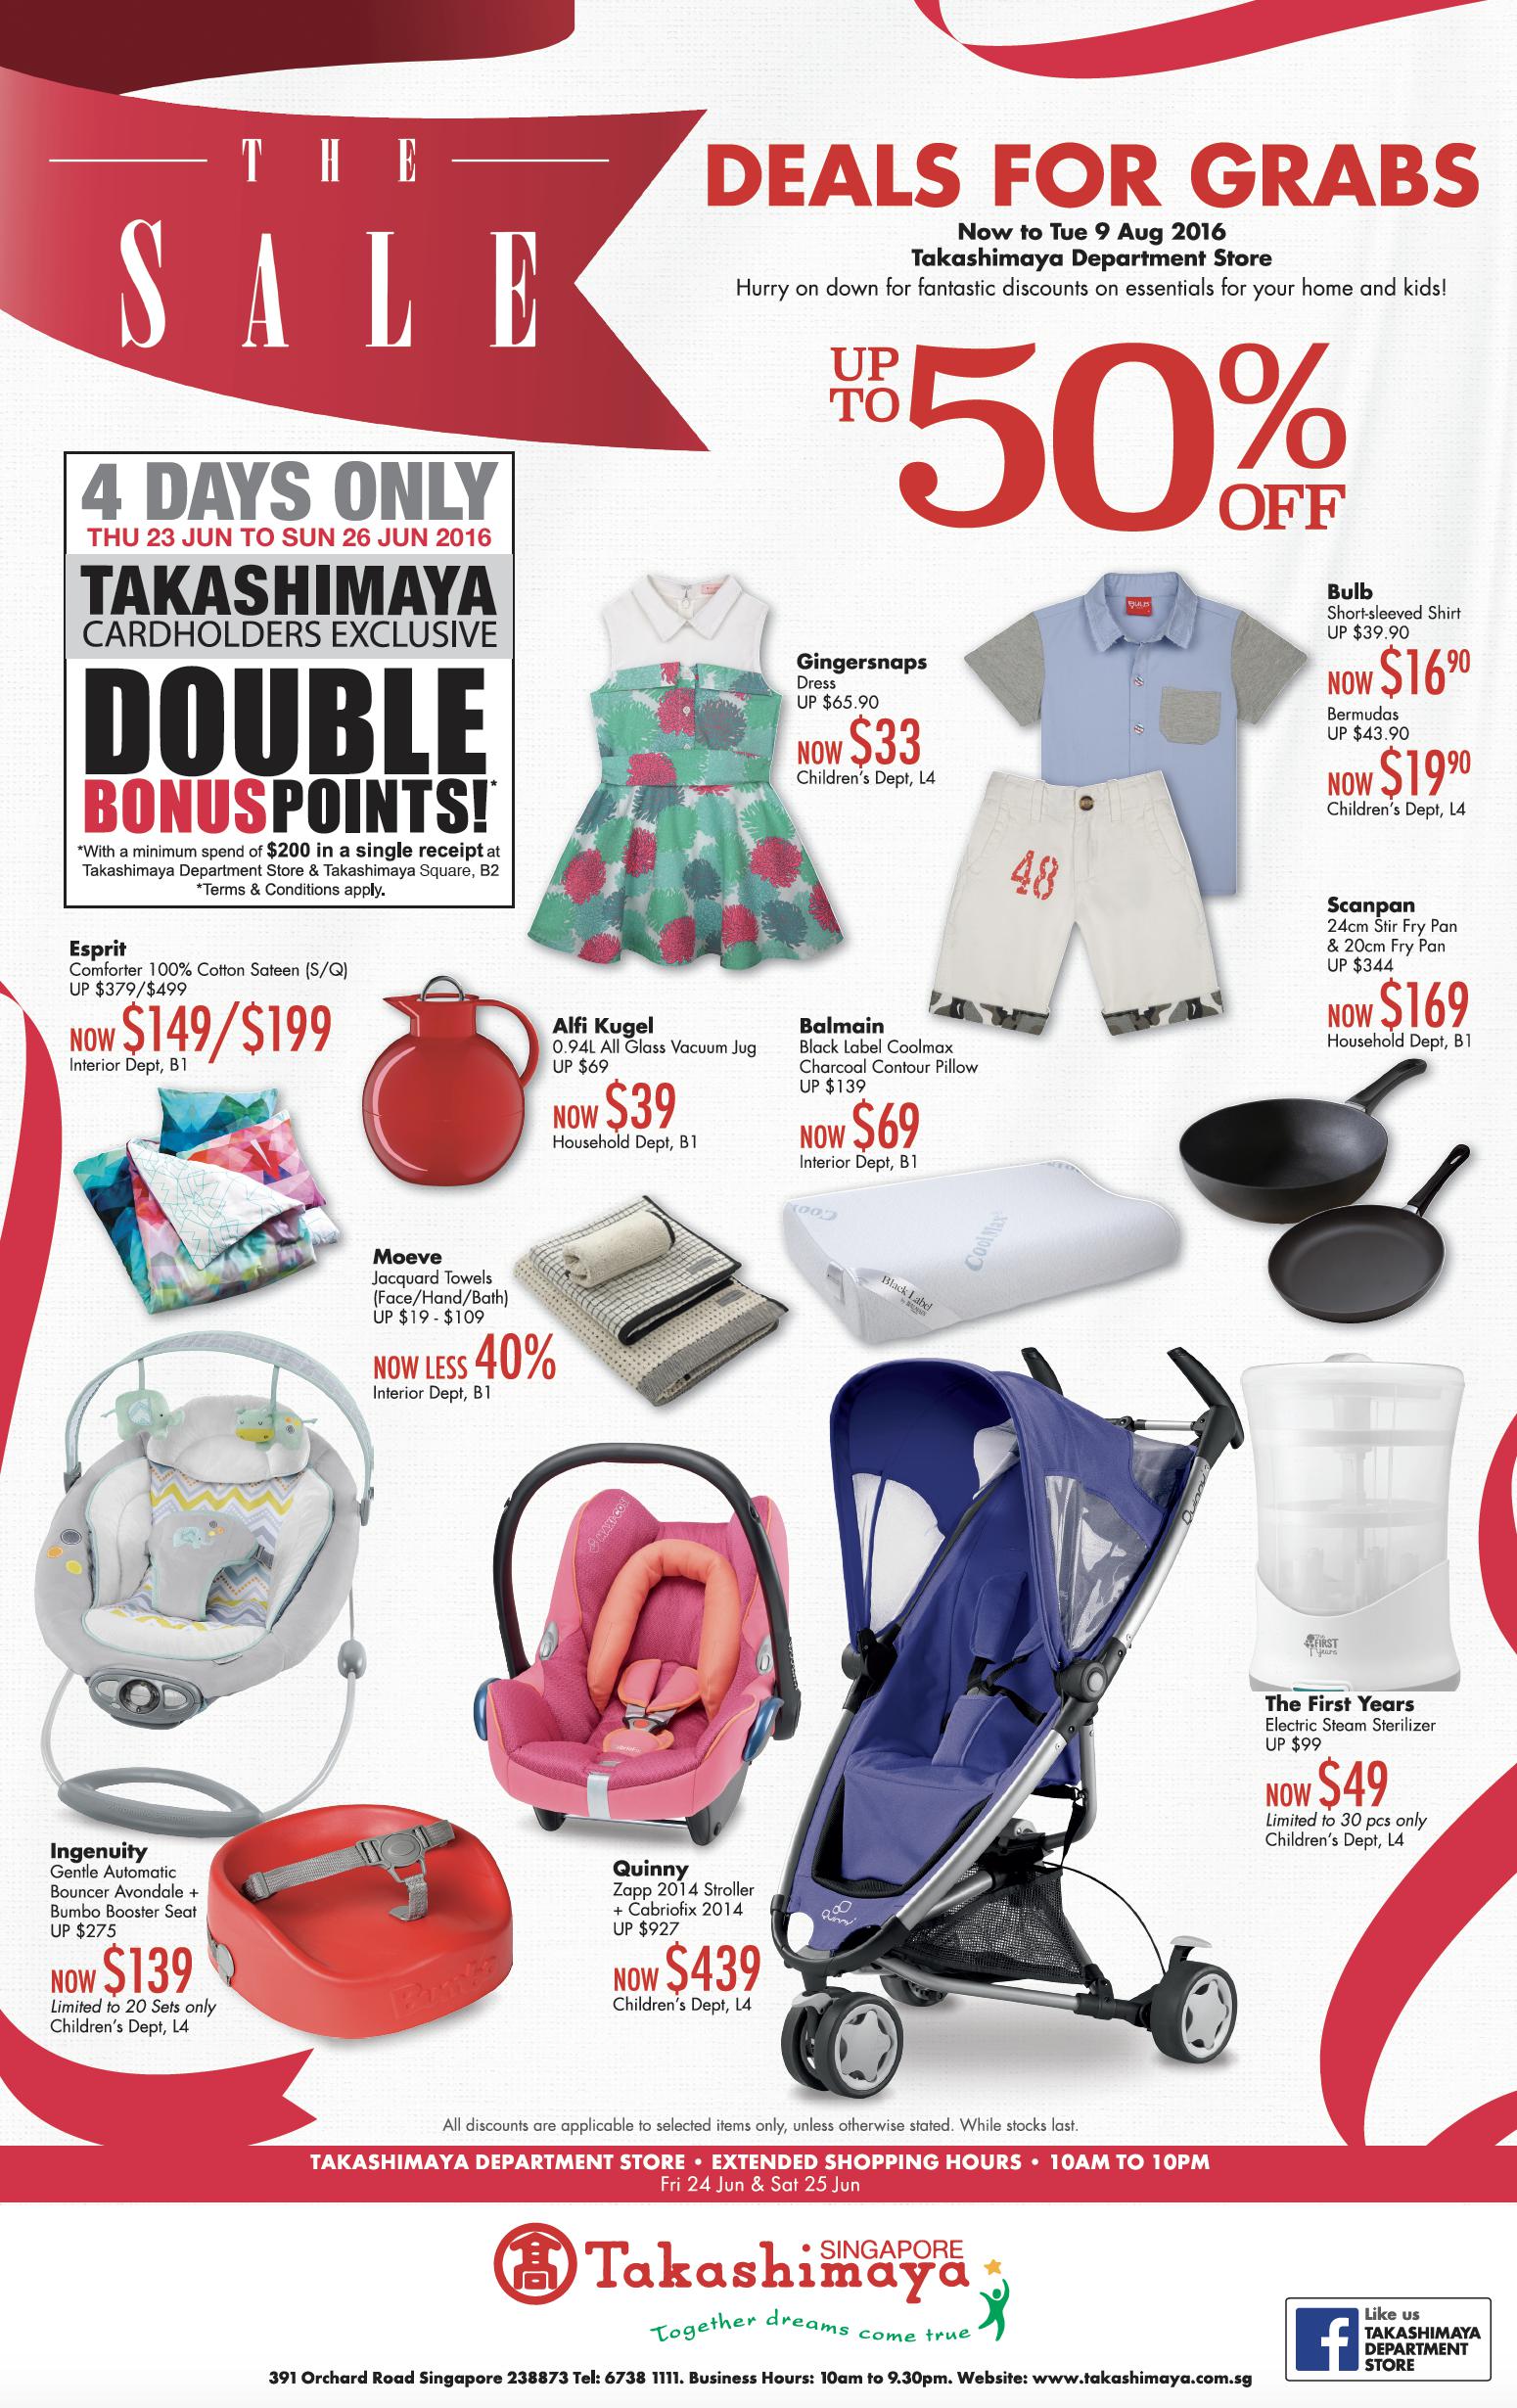 THE
SALE
DEALS FOR GRABS
Now to Tue 9 Aug 2016
Takashimaya Department Store
Hurry on down for fantastic discounts on essentials for your home and kids!
UP TO 50% OFF
4 DAYS ONLY
THU 23 JUN TO SUN 26 JUN 2016
TAKASHIMAYA
CARDHOLDERS EXCLUSIVE
DOUBLE
BONUSPOINTS!*
*With a minimum spend of $200 in a single receipt at
Takashimaya Department Store & Takashimaya Square, B2
*Terms & Conditions apply.
Gingersnaps
Dress
UP $65.90
NOW $33
Children's Dept, L4
BULB
48
Bulb
Short-sleeved Shirt
UP $39.90
NOW $16 90
Bermudas
UP $43.90
NOW $19 90
Children's Dept, L4
Scanpan
24cm Stir Fry Pan
& 20cm Fry Pan
UP $344
NOW $169
Household Dept, B1
Esprit
Comforter 100% Cotton Sateen (S/Q)
UP $379/$499
NOW $149/$199
Interior Dept, B1
Alfi Kugel
0.94L All Glass Vacuum Jug
UP $69
NOW $39
Household Dept, B1
Balmain
Black Label Coolmax
Charcoal Contour Pillow
UP $139
NOW $69
Interior Dept, B1
CoolMax
Black Label
Moeve
Jacquard Towels
(Face/Hand/Bath)
UP $19 - $109
NOW LESS 40%
Interior Dept, B1
MAXI-COSI
Quinny
Quinny
the
FIRST
Years
The First Years
Electric Steam Sterilizer
UP $99
NOW $49
Limited to 30 pcs only
Children's Dept, L4
Ingenuity
Gentle Automatic
Bouncer Avondale +
Bumbo Booster Seat
UP $275
NOW $139
Limited to 20 Sets only
Children's Dept, L4
Bumbo
Quinny
Zapp 2014 Stroller
+ Cabriofix 2014
UP $927
NOW $439
Children's Dept, L4
All discounts are applicable to selected items only, unless otherwise stated. While stocks last.
TAKASHIMAYA DEPARTMENT STORE • EXTENDED SHOPPING HOURS • 10AM TO 10PM
Fri 24 Jun & Sat 25 Jun
髙
SINGAPORE
Takashimaya
Together dreams come true
391 Orchard Road Singapore 238873 Tel: 6738 1111. Business Hours: 10am to 9.30pm. Website: www.takashimaya.com.sg
f
Like us
TAKASHIMAYA
DEPARTMENT
STORE